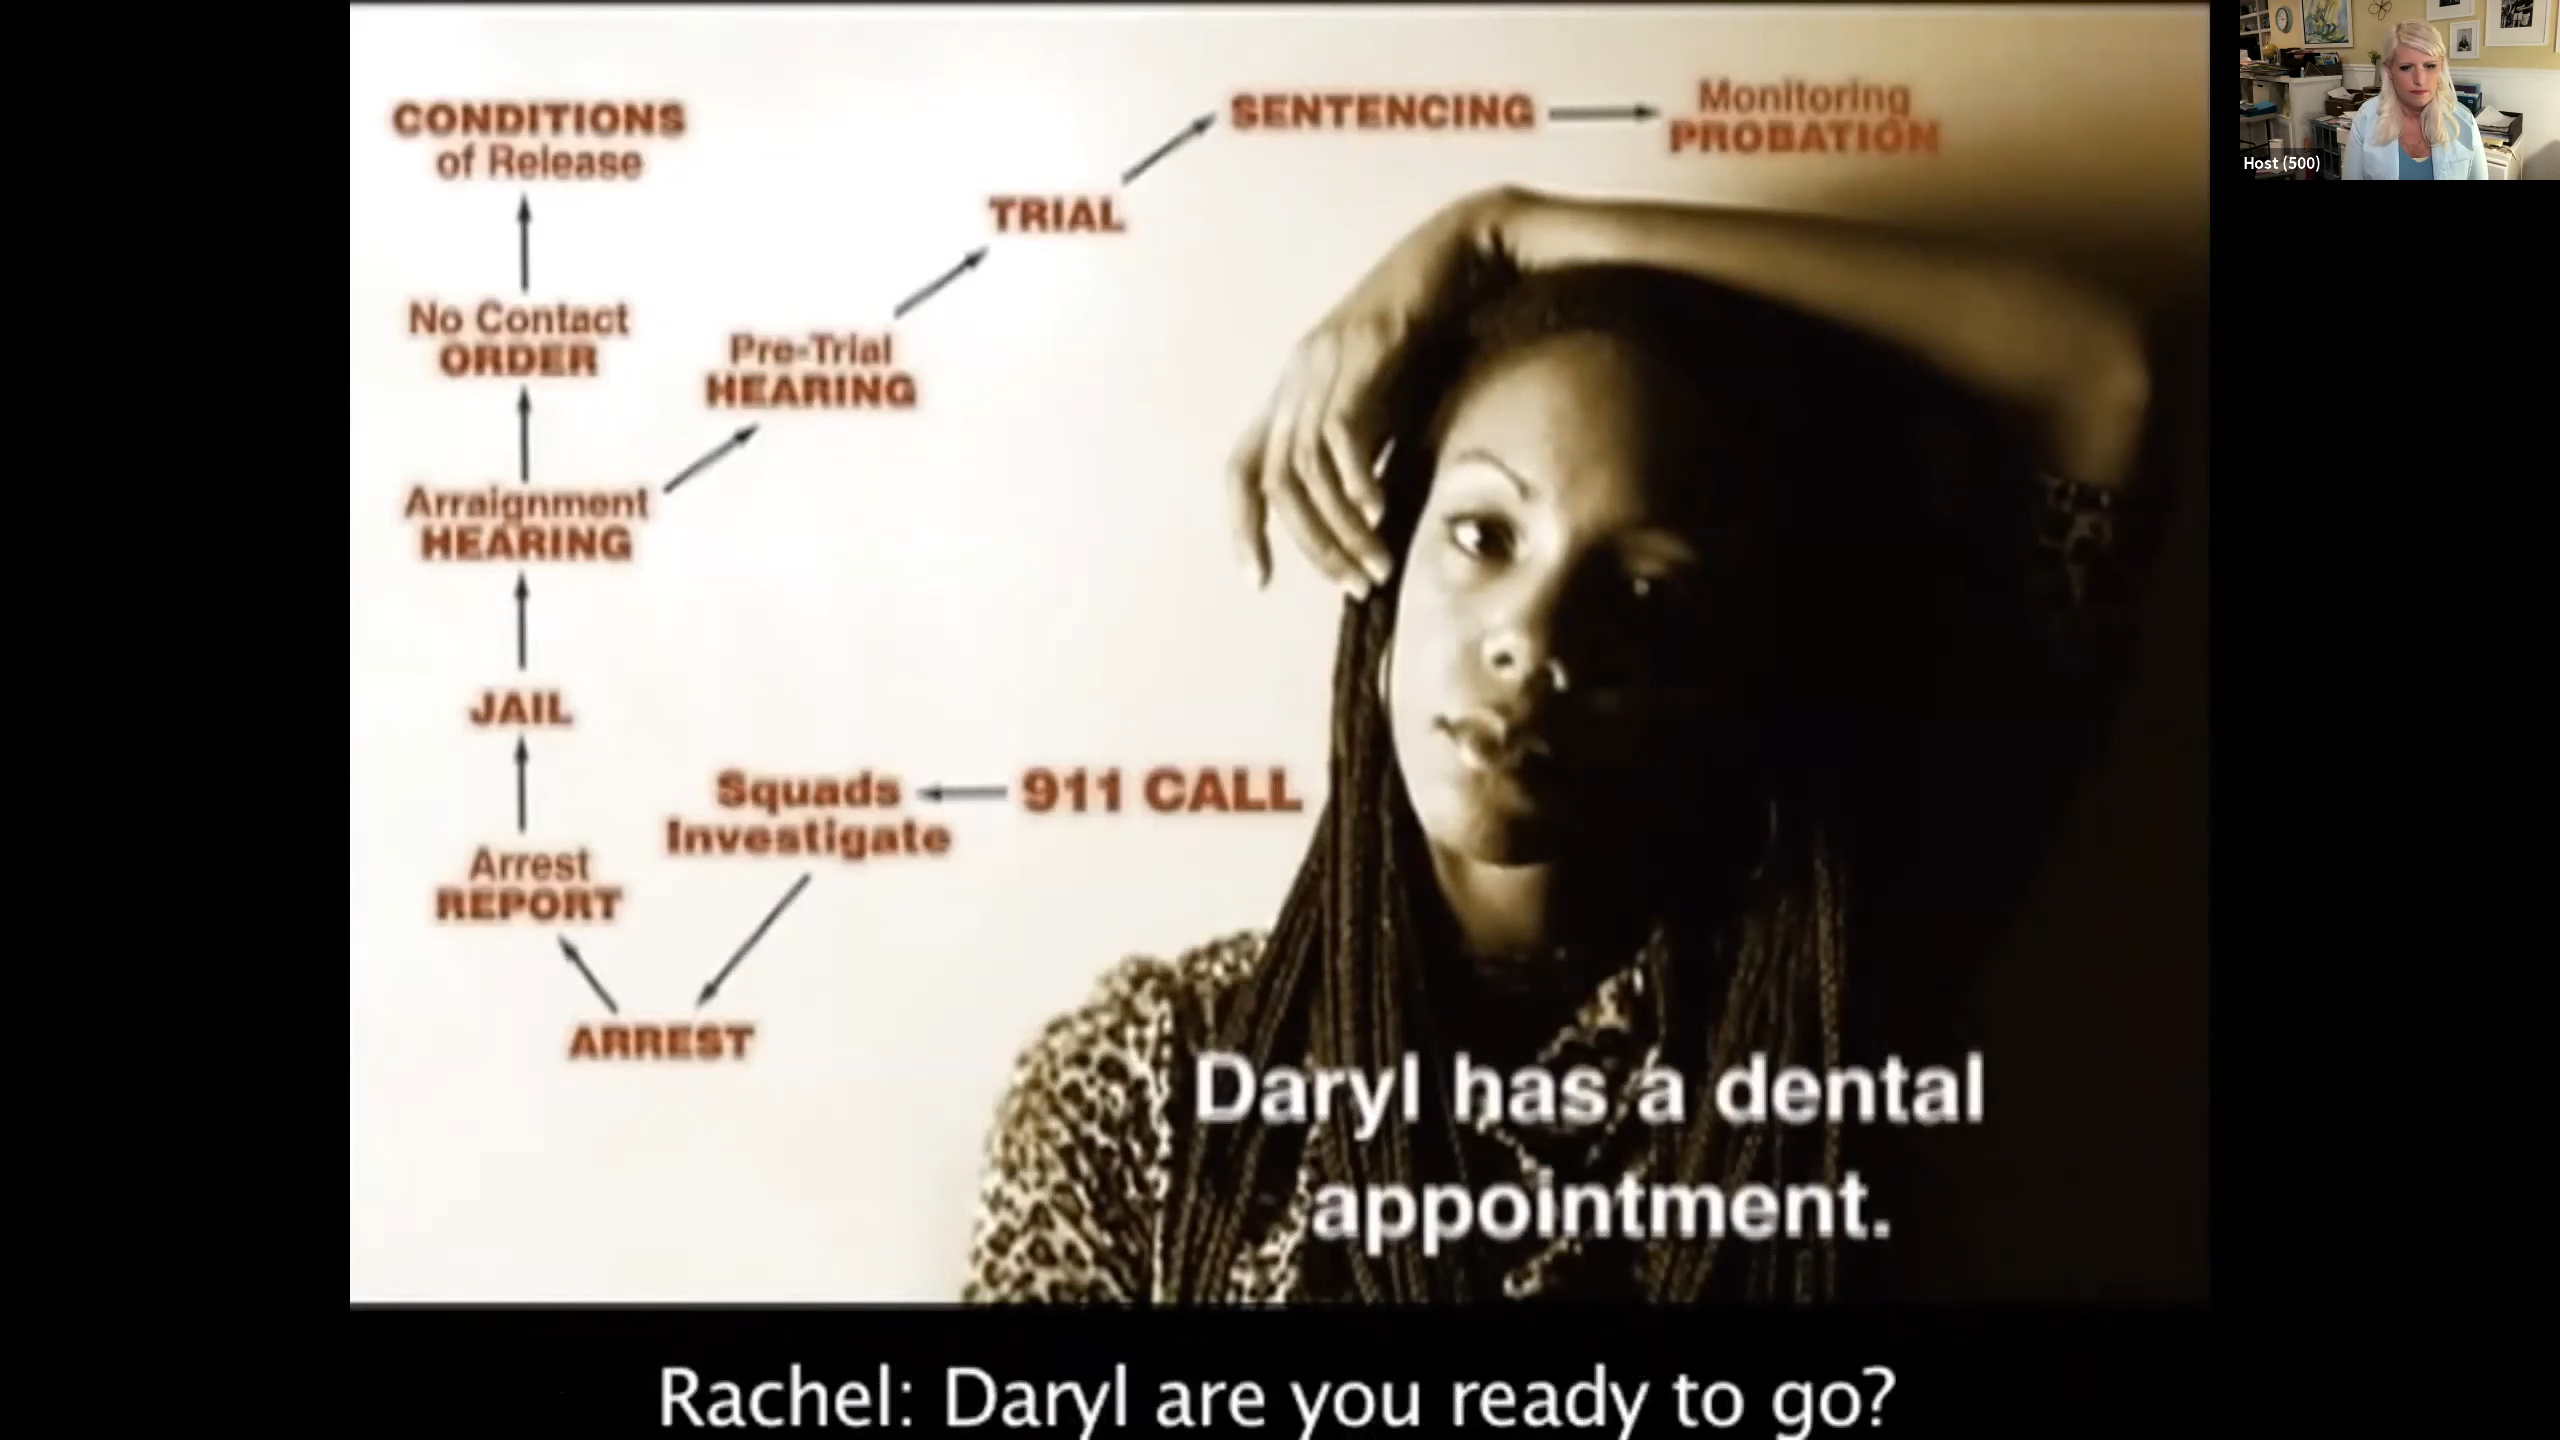 CONDITIONS
of Release
No Contact
ORDER
Arraignment
HEARING
JAIL
Arrest
REPORT
ARREST
Squads
Investigate
911 CALL
Pre-Trial
HEARING
TRIAL
SENTENCING
Monitoring
PROBATION
Daryl has a dental
appointment.
Rachel: Daryl are you ready to go?
Host (500)